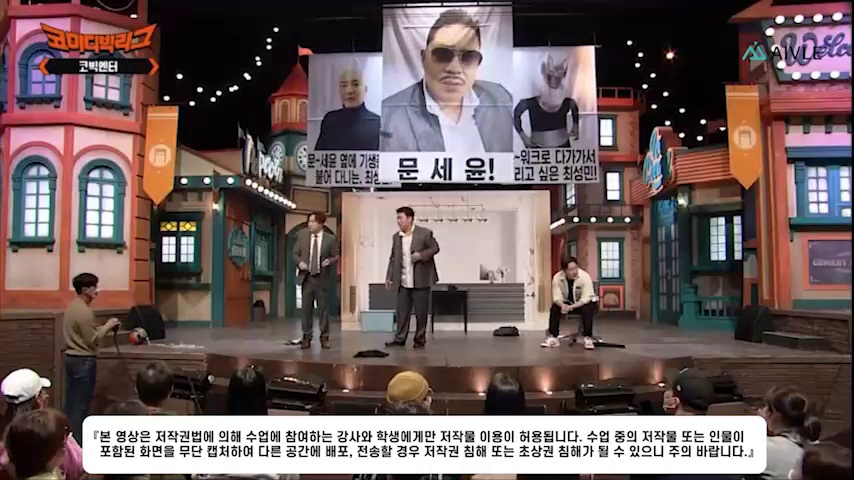 코미디빅리그
코빅엔터
AIVLE
Welco
문~세윤 옆에 기생
붙어 다니는, 최성
문세윤!
~워크로 다가가서
리고 싶은 최성민!!
『본 영상은 저작권법에 의해 수업에 참여하는 강사와 학생에게만 저작물 이용이 허용됩니다. 수업 중의 저작물 또는 인물이
포함된 화면을 무단 캡처하여 다른 공간에 배포, 전송할 경우 저작권 침해 또는 초상권 침해가 될 수 있으니 주의 바랍니다.』